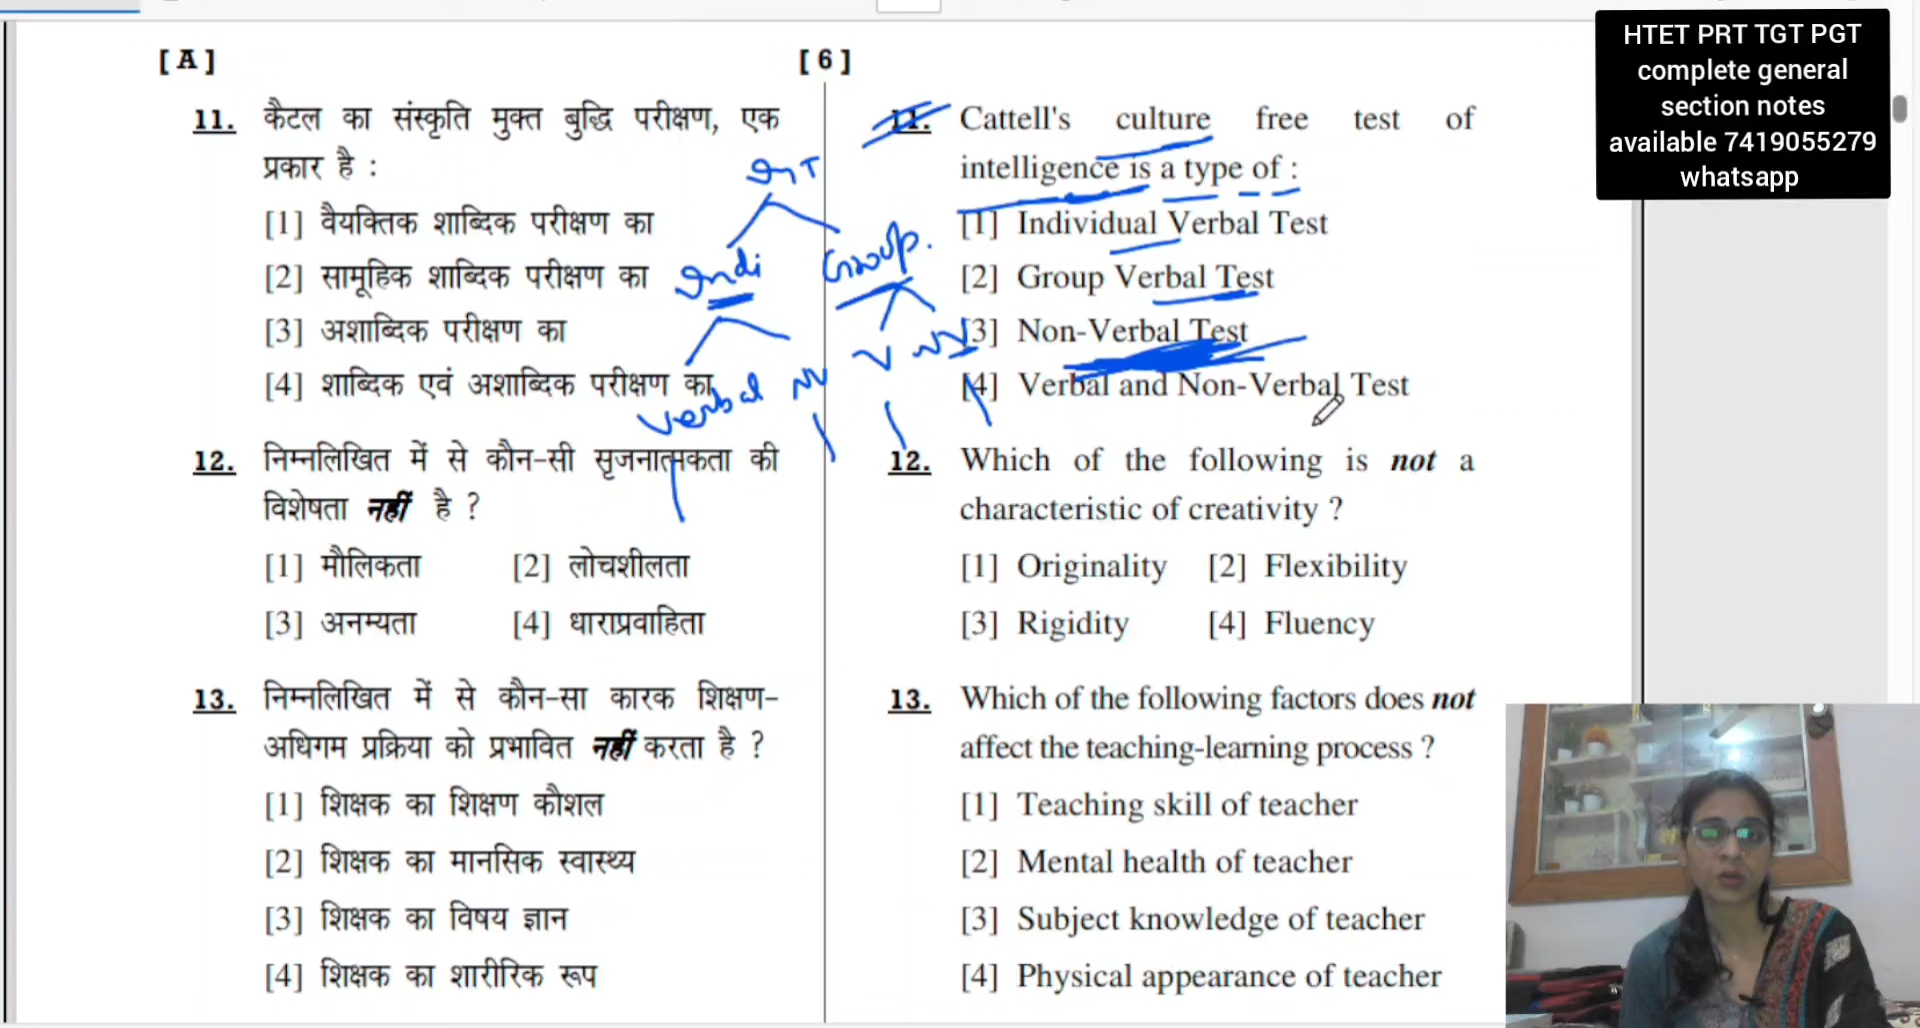 [ A ]
[ 6 ]
11. कैटल का संस्कृति मुक्त बुद्धि परीक्षण, एक
प्रकार है :
[1] वैयक्तिक शाब्दिक परीक्षण का
[2] सामूहिक शाब्दिक परीक्षण का
[3] अशाब्दिक परीक्षण का
[4] शाब्दिक एवं अशाब्दिक परीक्षण का
12. निम्नलिखित में से कौन-सी सृजनात्मकता की
विशेषता नहीं है ?
[1] मौलिकता [2] लोचशीलता
[3] अनम्यता [4] धाराप्रवाहिता
13. निम्नलिखित में से कौन-सा कारक शिक्षण-
अधिगम प्रक्रिया को प्रभावित नहीं करता है ?
[1] शिक्षक का शिक्षण कौशल
[2] शिक्षक का मानसिक स्वास्थ्य
[3] शिक्षक का विषय ज्ञान
[4] शिक्षक का शारीरिक रूप
Int
Indi Group.
Verbal NV V NV
11. Cattell's culture free test of
intelligence is a type of :
[1] Individual Verbal Test
[2] Group Verbal Test
[3] Non-Verbal Test
[4] Verbal and Non-Verbal Test
12. Which of the following is not a
characteristic of creativity ?
[1] Originality [2] Flexibility
[3] Rigidity [4] Fluency
13. Which of the following factors does not
affect the teaching-learning process ?
[1] Teaching skill of teacher
[2] Mental health of teacher
[3] Subject knowledge of teacher
[4] Physical appearance of teacher
HTET PRT TGT PGT
complete general
section notes
available 7419055279
whatsapp